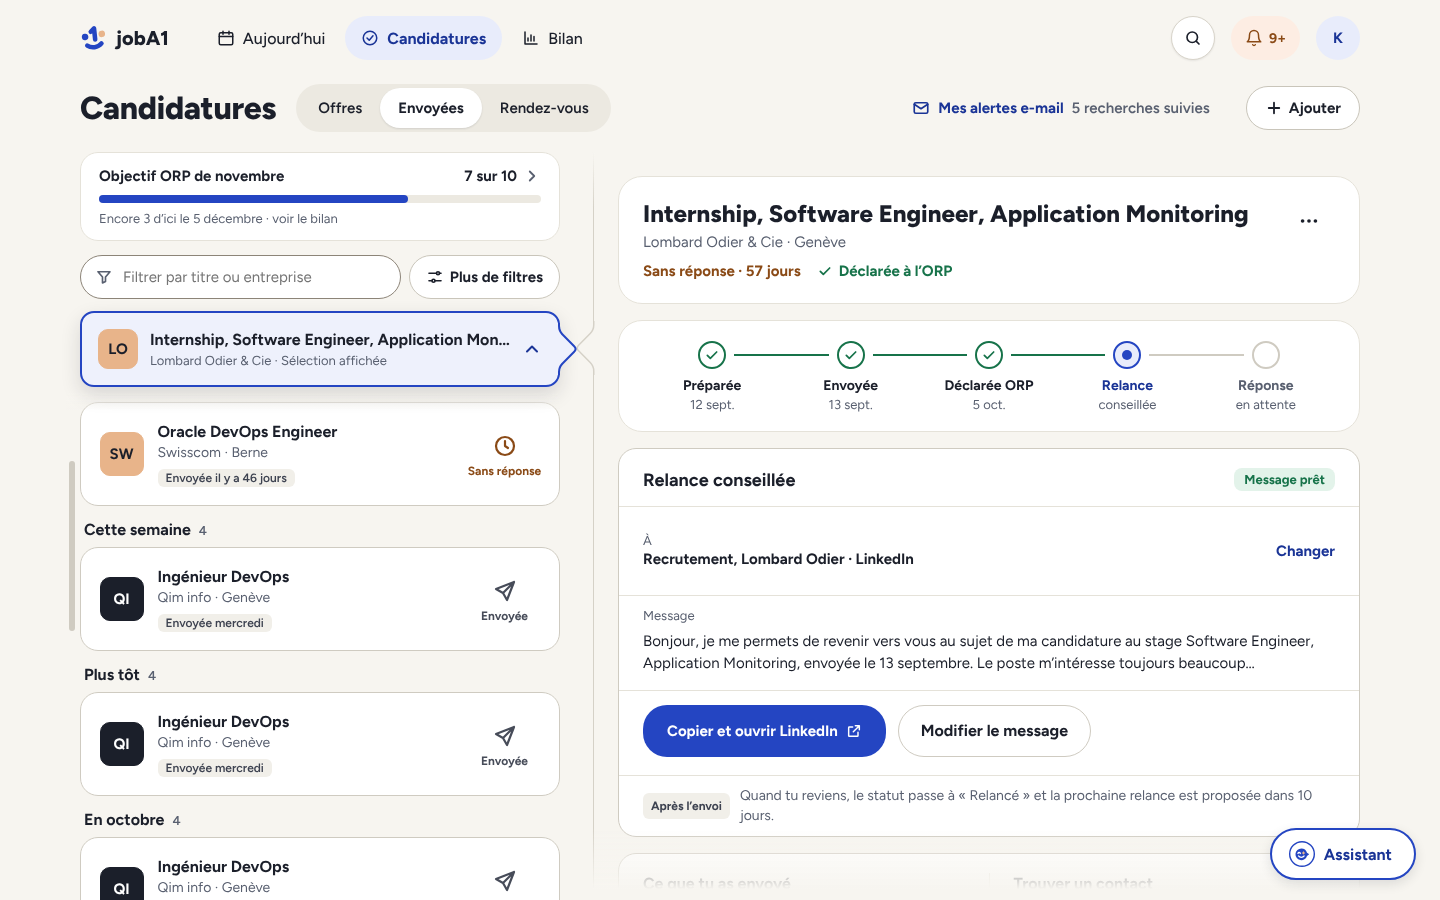 jobA1
Aujourd’hui
Candidatures
Bilan
9+
K
Candidatures
Offres
Envoyées
Rendez-vous
Mes alertes e-mail 5 recherches suivies
Ajouter
Objectif ORP de novembre
7 sur 10
Encore 3 d’ici le 5 décembre · voir le bilan
Filtrer par titre ou entreprise
Plus de filtres
LO
Internship, Software Engineer, Application Mon...
Lombard Odier & Cie · Sélection affichée
SW
Oracle DevOps Engineer
Swisscom · Berne
Envoyée il y a 46 jours
Sans réponse
Cette semaine 4
QI
Ingénieur DevOps
Qim info · Genève
Envoyée mercredi
Envoyée
Plus tôt 4
QI
Ingénieur DevOps
Qim info · Genève
Envoyée mercredi
Envoyée
En octobre 4
QI
Ingénieur DevOps
Qim info · Genève
Internship, Software Engineer, Application Monitoring
...
Lombard Odier & Cie · Genève
Sans réponse · 57 jours
Déclarée à l’ORP
Préparée
12 sept.
Envoyée
13 sept.
Déclarée ORP
5 oct.
Relance
conseillée
Réponse
en attente
Relance conseillée
Message prêt
À
Recrutement, Lombard Odier · LinkedIn
Changer
Message
Bonjour, je me permets de revenir vers vous au sujet de ma candidature au stage Software Engineer,
Application Monitoring, envoyée le 13 septembre. Le poste m’intéresse toujours beaucoup...
Copier et ouvrir LinkedIn
Modifier le message
Après l’envoi
Quand tu reviens, le statut passe à « Relancé » et la prochaine relance est proposée dans 10
jours.
Ce que tu as envoyé
Trouver un contact
Assistant